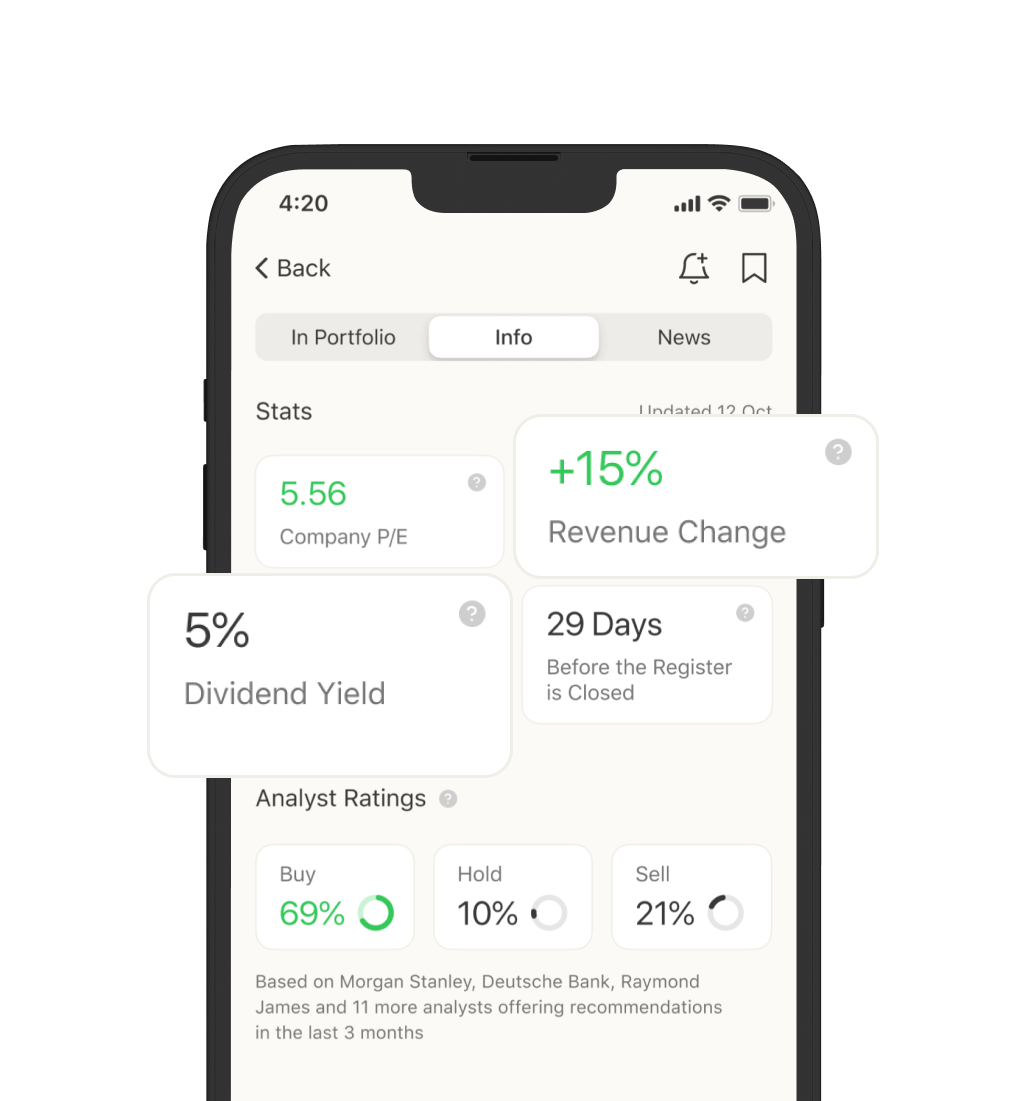 4:20
Back
In Portfolio
Info
News
Stats
Updated 12 Oct
5.56
Company P/E
+15%
Revenue Change
5%
Dividend Yield
29 Days
Before the Register
is Closed
Analyst Ratings
Buy
69%
Hold
10%
Sell
21%
Based on Morgan Stanley, Deutsche Bank, Raymond
James and 11 more analysts offering recommendations
in the last 3 months